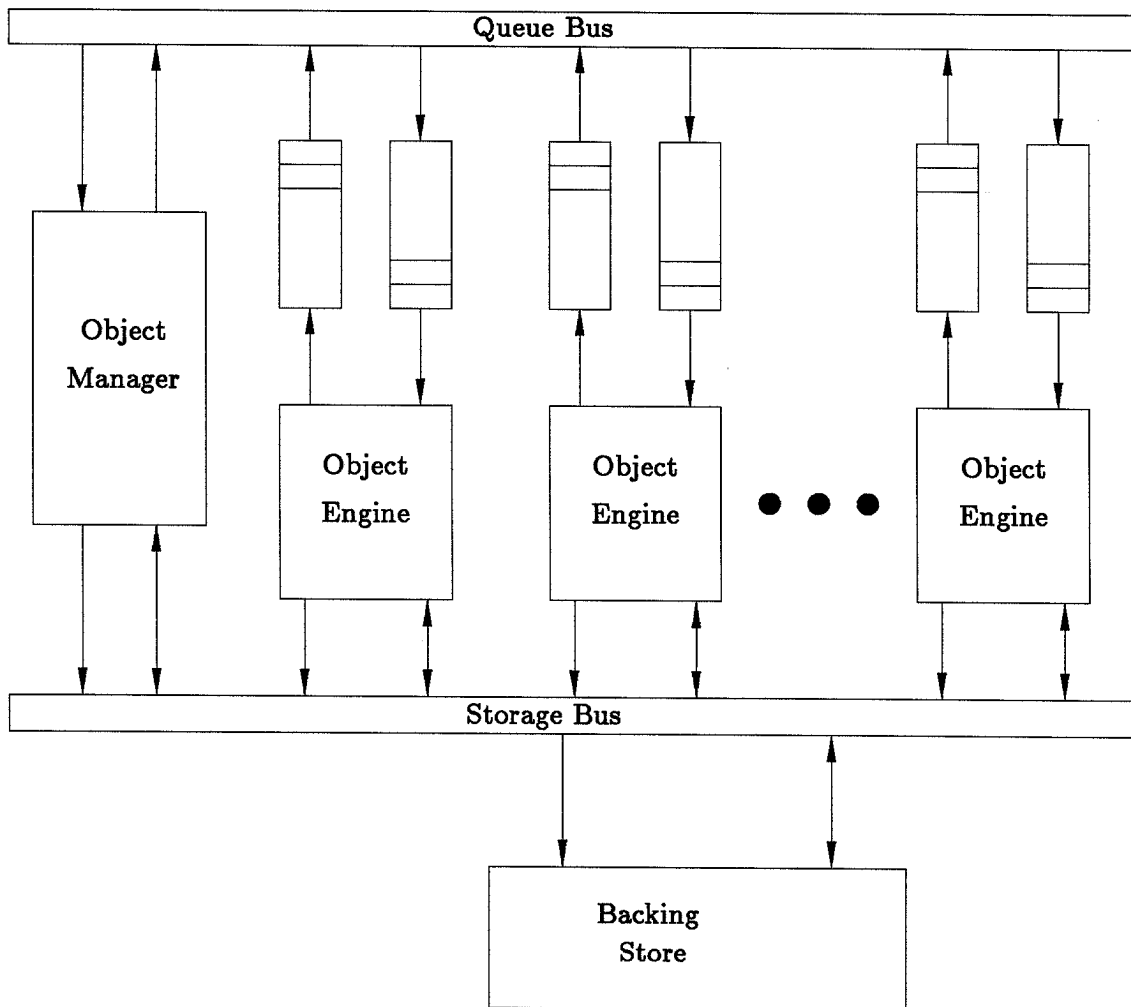 Queue Bus
Object
Manager
Object
Engine
Object
Engine
Object
Engine
Storage Bus
Backing
Store